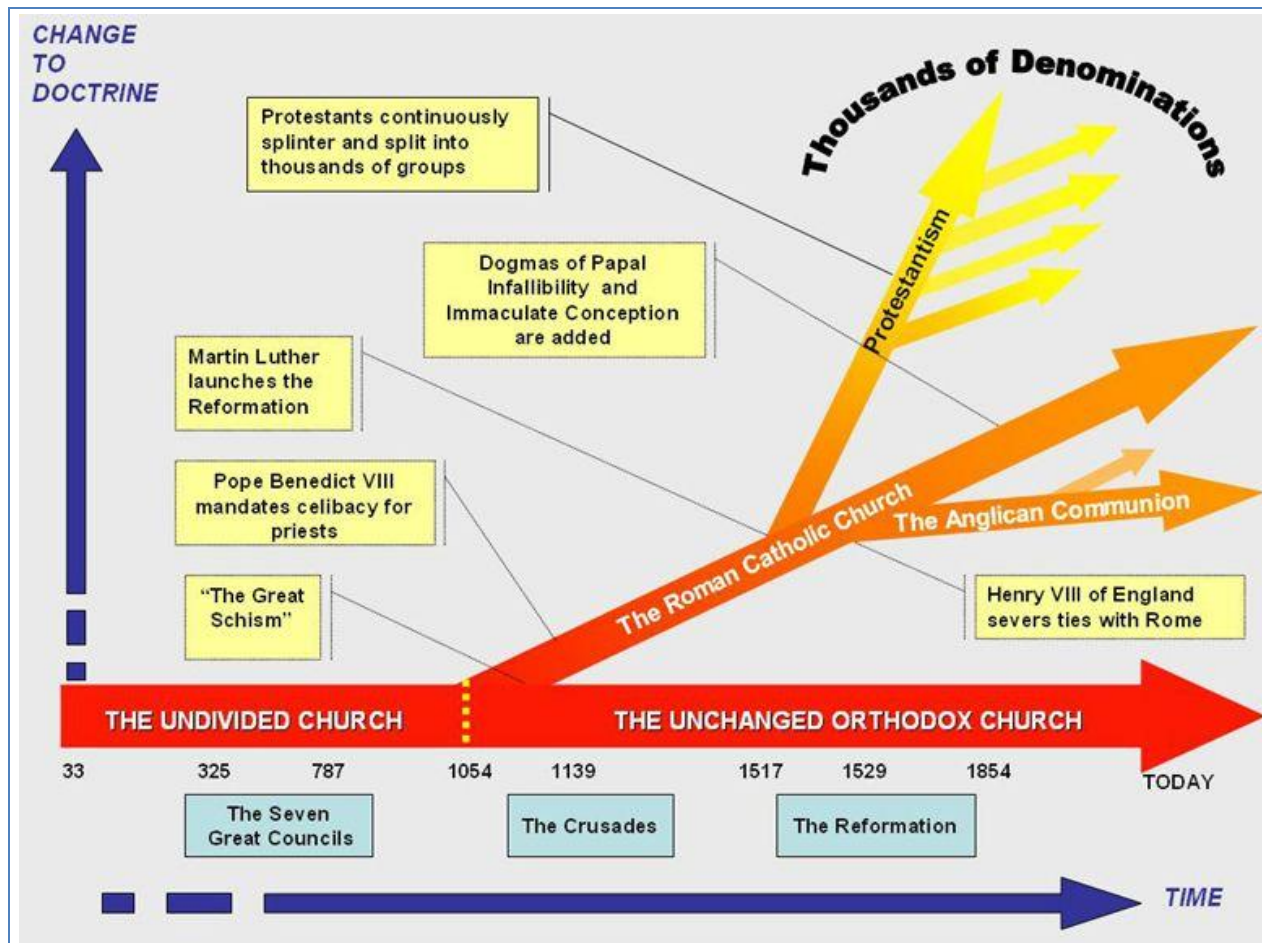 CHANGE
TO
DOCTRINE
Thousands of Denominations
Protestants continuously
splinter and split into
thousands of groups
Protestantism
Dogmas of Papal
Infallibility and
Immaculate Conception
are added
Martin Luther
launches the
Reformation
Pope Benedict VIII
mandates celibacy for
priests
The Roman Catholic Church
The Anglican Communion
"The Great
Schism"
Henry VIII of England
severs ties with Rome
THE UNDIVIDED CHURCH
THE UNCHANGED ORTHODOX CHURCH
33 325 787 1054 1139 1517 1529 1854
TODAY
The Seven
Great Councils
The Crusades
The Reformation
TIME